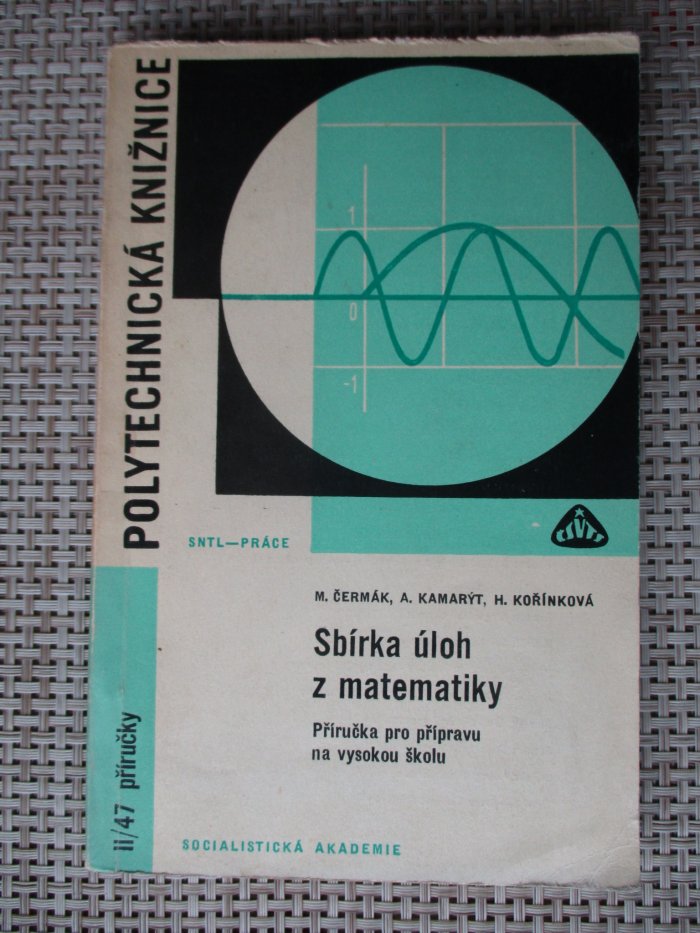 POLYTECHNICKÁ KNIŽNICE
1
0
-1
SNTL—PRÁCE
ČSVTS
M. ČERMÁK, A. KAMARÝT, H. KOŘÍNKOVÁ
Sbírka úloh
z matematiky
Příručka pro přípravu
na vysokou školu
II/47 příručky
SOCIALISTICKÁ AKADEMIE